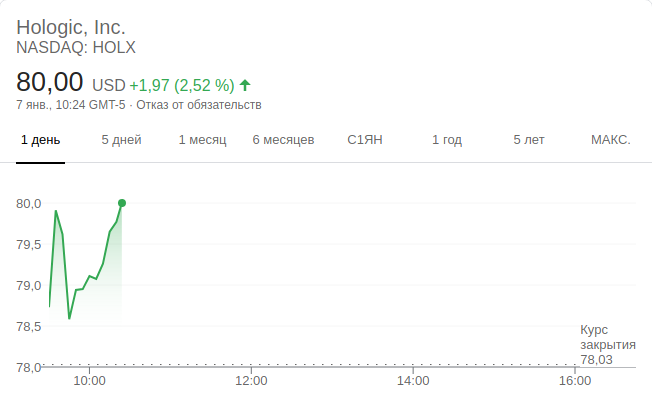 Hologic, Inc.
NASDAQ: HOLX
80,00 USD +1,97 (2,52 %)
7 янв., 10:24 GMT-5 · Отказ от обязательств
1 день 5 дней 1 месяц 6 месяцев С1ЯН 1 год 5 лет МАКС.
80,0
79,5
79,0
78,5
78,0
Курс
закрытия
78,03
10:00 12:00 14:00 16:00